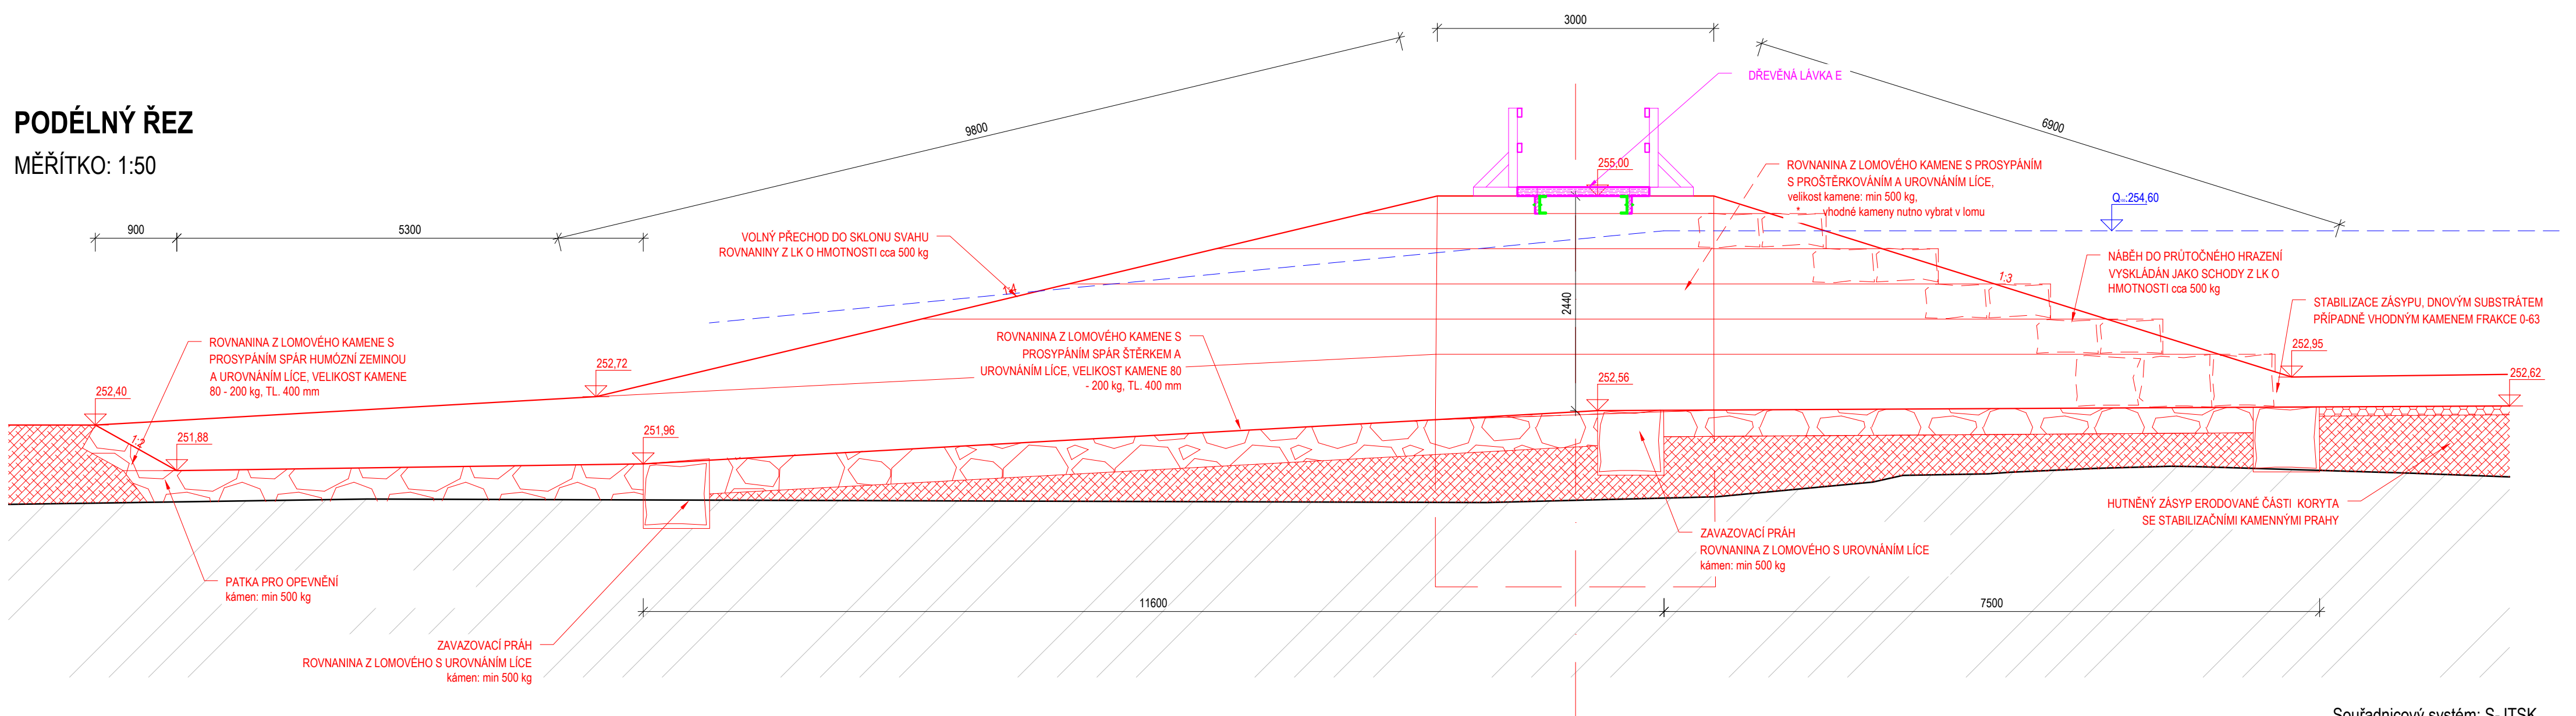 3000
DŘEVĚNÁ LÁVKA E
PODÉLNÝ ŘEZ
MĚŘÍTKO: 1:50
9800
6900
255,00
ROVNANINA Z LOMOVÉHO KAMENE S PROSYPÁNÍM
S PROŠTĚRKOVÁNÍM A UROVNÁNÍM LÍCE,
velikost kamene: min 500 kg,
* vhodné kameny nutno vybrat v lomu
:254,60
900
5300
VOLNÝ PŘECHOD DO SKLONU SVAHU
ROVNANINY Z LK O HMOTNOSTI cca 500 kg
1:4
2440
1:3
NÁBĚH DO PRŮTOČNÉHO HRAZENÍ
VYSKLÁDÁN JAKO SCHODY Z LK O
HMOTNOSTI cca 500 kg
STABILIZACE ZÁSYPU, DNOVÝM SUBSTRÁTEM
PŘÍPADNĚ VHODNÝM KAMENEM FRAKCE 0-63
ROVNANINA Z LOMOVÉHO KAMENE S
PROSYPÁNÍM SPÁR HUMÓZNÍ ZEMINOU
A UROVNÁNÍM LÍCE, VELIKOST KAMENE
80 - 200 kg, TL. 400 mm
ROVNANINA Z LOMOVÉHO KAMENE S
PROSYPÁNÍM SPÁR ŠTĚRKEM A
UROVNÁNÍM LÍCE, VELIKOST KAMENE 80
- 200 kg, TL. 400 mm
252,95
252,72
252,62
252,56
252,40
1:2
251,88
251,96
HUTNĚNÝ ZÁSYP ERODOVANÉ ČÁSTI KORYTA
SE STABILIZAČNÍMI KAMENNÝMI PRAHY
ZAVAZOVACÍ PRÁH
ROVNANINA Z LOMOVÉHO S UROVNÁNÍM LÍCE
kámen: min 500 kg
PATKA PRO OPEVNĚNÍ
kámen: min 500 kg
11600
7500
ZAVAZOVACÍ PRÁH
ROVNANINA Z LOMOVÉHO S UROVNÁNÍM LÍCE
kámen: min 500 kg
Souřadnicový systém: S-JTSK